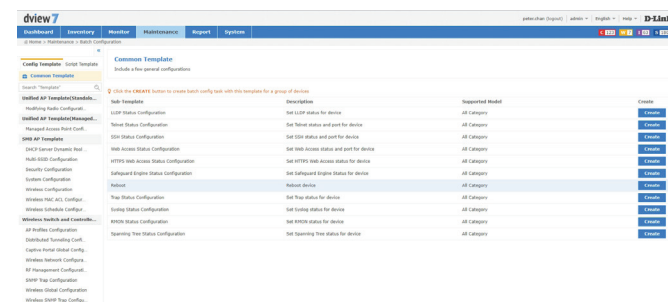 dview 7
peter.chan (logout) | admin | English | Help | D-Link
Dashboard Inventory Monitor Maintenance Report System
Home > Maintenance > Batch Configuration
Config Template Script Template
Common Template
Search "Template"
Unified AP Template(Standalo...
Modifying Radio Configurati...
Unified AP Template(Managed...
Managed Access Point Confi...
SMB AP Template
DHCP Server Dynamic Pool ...
Multi-SSID Configuration
Security Configuration
System Configuration
Wireless Configuration
Wireless MAC ACL Configur...
Wireless Schedule Configur...
Wireless Switch and Controlle...
AP Profiles Configuration
Distributed Tunneling Confi...
Captive Portal Global Config...
Wireless Network Configura...
RF Management Configurati...
SNMP Trap Configuration
Wireless Global Configuration
Wireless SNMP Trap Configu...
Common Template
Include a few general configurations
Click the CREATE button to create batch config task with this template for a group of devices
Sub-Template Description Supported Model Create
LLDP Status Configuration Set LLDP status for device All Category Create
Telnet Status Configuration Set Telnet status and port for device All Category Create
SSH Status Configuration Set SSH status for device All Category Create
Web Access Status Configuration Set Web Access status and port for device All Category Create
HTTPS Web Access Status Configuration Set HTTPS Web Access status for device All Category Create
Safeguard Engine Status Configuration Set Safeguard Engine Status for device All Category Create
Reboot Reboot device All Category Create
Trap Status Configuration Set Trap status for device All Category Create
Syslog Status Configuration Set Syslog status for device All Category Create
RMON Status Configuration Set RMON status for device All Category Create
Spanning Tree Status Configuration Set Spanning Tree status for device All Category Create